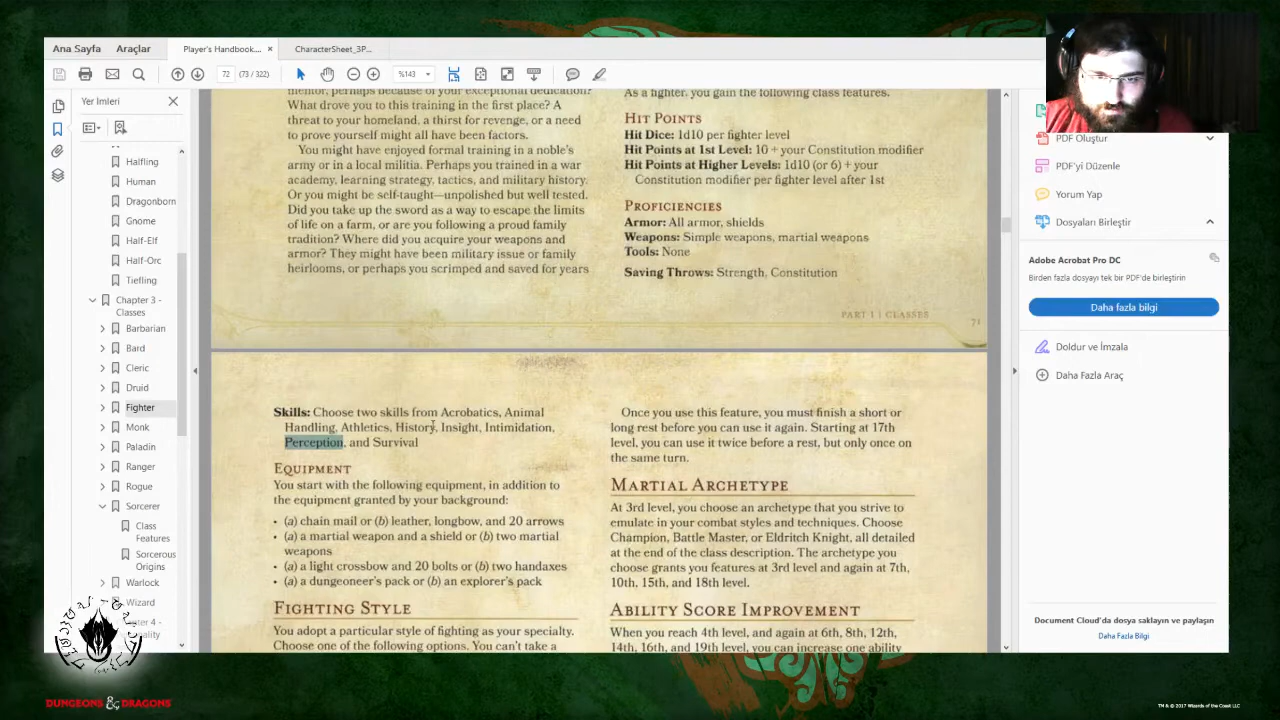 Ana Sayfa
Araçlar
Player's Handbook....
CharacterSheet_3P...
72
(73 / 322)
%143
Yer İmleri
Halfling
Human
Dragonborn
Gnome
Half-Elf
Half-Orc
Tiefling
Chapter 3 -
Classes
Barbarian
Bard
Cleric
Druid
Fighter
Monk
Paladin
Ranger
Rogue
Sorcerer
Class
Features
Sorcerous
Origins
Warlock
Wizard
mentor, perhaps because of your exceptional dedication?
What drove you to this training in the first place? A
threat to your homeland, a thirst for revenge, or a need
to prove yourself might all have been factors.
You might have enjoyed formal training in a noble's
army or in a local militia. Perhaps you trained in a war
academy, learning strategy, tactics, and military history.
Or you might be self-taught—unpolished but well tested.
Did you take up the sword as a way to escape the limits
of life on a farm, or are you following a proud family
tradition? Where did you acquire your weapons and
armor? They might have been military issue or family
heirlooms, or perhaps you scrimped and saved for years
As a fighter, you gain the following class features.
HIT POINTS
Hit Dice: 1d10 per fighter level
Hit Points at 1st Level: 10 + your Constitution modifier
Hit Points at Higher Levels: 1d10 (or 6) + your
Constitution modifier per fighter level after 1st
PROFICIENCIES
Armor: All armor, shields
Weapons: Simple weapons, martial weapons
Tools: None
Saving Throws: Strength, Constitution
PART 1 | CLASSES
71
Skills: Choose two skills from Acrobatics, Animal
Handling, Athletics, History, Insight, Intimidation,
Perception, and Survival
EQUIPMENT
You start with the following equipment, in addition to
the equipment granted by your background:
• (a) chain mail or (b) leather, longbow, and 20 arrows
• (a) a martial weapon and a shield or (b) two martial
weapons
• (a) a light crossbow and 20 bolts or (b) two handaxes
• (a) a dungeoneer's pack or (b) an explorer's pack
FIGHTING STYLE
You adopt a particular style of fighting as your specialty.
Choose one of the following options. You can't take a
Once you use this feature, you must finish a short or
long rest before you can use it again. Starting at 17th
level, you can use it twice before a rest, but only once on
the same turn.
MARTIAL ARCHETYPE
At 3rd level, you choose an archetype that you strive to
emulate in your combat styles and techniques. Choose
Champion, Battle Master, or Eldritch Knight, all detailed
at the end of the class description. The archetype you
choose grants you features at 3rd level and again at 7th,
10th, 15th, and 18th level.
ABILITY SCORE IMPROVEMENT
When you reach 4th level, and again at 6th, 8th, 12th,
14th, 16th, and 19th level, you can increase one ability
PDF Oluştur
PDF'yi Düzenle
Yorum Yap
Dosyaları Birleştir
Adobe Acrobat Pro DC
Birden fazla dosyayı tek bir PDF'de birleştirin
Daha fazla bilgi
Doldur ve İmzala
Daha Fazla Araç
Document Cloud'da dosya saklayın ve paylaşın
Daha Fazla Bilgi
DUNGEONS & DRAGONS
TM & © 2017 Wizards of the Coast LLC